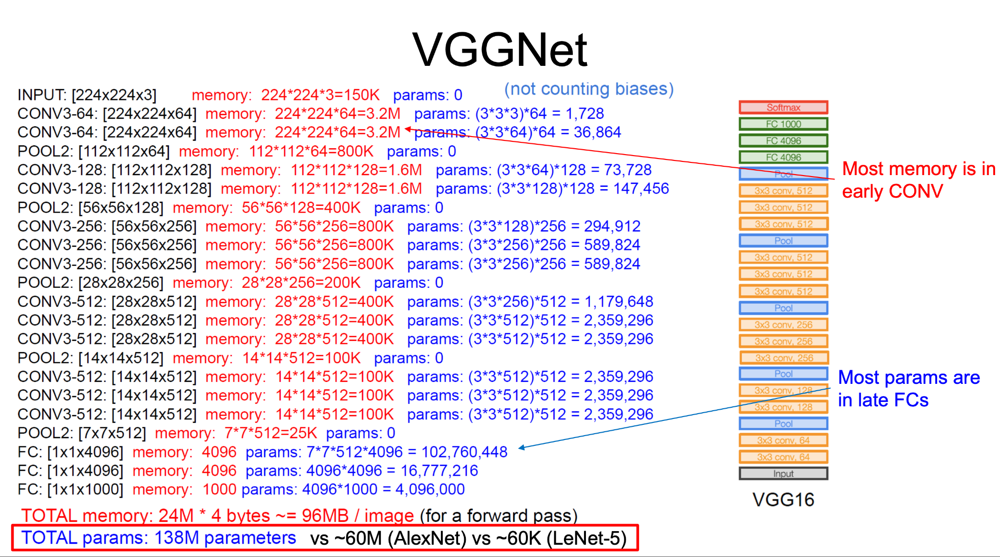 VGGNet
(not counting biases)
INPUT: [224x224x3] memory: 224*224*3=150K params: 0
CONV3-64: [224x224x64] memory: 224*224*64=3.2M params: (3*3*3)*64 = 1,728
CONV3-64: [224x224x64] memory: 224*224*64=3.2M params: (3*3*64)*64 = 36,864
POOL2: [112x112x64] memory: 112*112*64=800K params: 0
CONV3-128: [112x112x128] memory: 112*112*128=1.6M params: (3*3*64)*128 = 73,728
CONV3-128: [112x112x128] memory: 112*112*128=1.6M params: (3*3*128)*128 = 147,456
POOL2: [56x56x128] memory: 56*56*128=400K params: 0
CONV3-256: [56x56x256] memory: 56*56*256=800K params: (3*3*128)*256 = 294,912
CONV3-256: [56x56x256] memory: 56*56*256=800K params: (3*3*256)*256 = 589,824
CONV3-256: [56x56x256] memory: 56*56*256=800K params: (3*3*256)*256 = 589,824
POOL2: [28x28x256] memory: 28*28*256=200K params: 0
CONV3-512: [28x28x512] memory: 28*28*512=400K params: (3*3*256)*512 = 1,179,648
CONV3-512: [28x28x512] memory: 28*28*512=400K params: (3*3*512)*512 = 2,359,296
CONV3-512: [28x28x512] memory: 28*28*512=400K params: (3*3*512)*512 = 2,359,296
POOL2: [14x14x512] memory: 14*14*512=100K params: 0
CONV3-512: [14x14x512] memory: 14*14*512=100K params: (3*3*512)*512 = 2,359,296
CONV3-512: [14x14x512] memory: 14*14*512=100K params: (3*3*512)*512 = 2,359,296
CONV3-512: [14x14x512] memory: 14*14*512=100K params: (3*3*512)*512 = 2,359,296
POOL2: [7x7x512] memory: 7*7*512=25K params: 0
FC: [1x1x4096] memory: 4096 params: 7*7*512*4096 = 102,760,448
FC: [1x1x4096] memory: 4096 params: 4096*4096 = 16,777,216
FC: [1x1x1000] memory: 1000 params: 4096*1000 = 4,096,000
TOTAL memory: 24M * 4 bytes ~= 96MB / image (for a forward pass)
TOTAL params: 138M parameters vs ~60M (AlexNet) vs ~60K (LeNet-5)
Softmax
FC 1000
FC 4096
FC 4096
Pool
3x3 conv, 512
3x3 conv, 512
3x3 conv, 512
Pool
3x3 conv, 512
3x3 conv, 512
3x3 conv, 512
Pool
3x3 conv, 256
3x3 conv, 256
3x3 conv, 256
Pool
3x3 conv, 128
3x3 conv, 128
Pool
3x3 conv, 64
3x3 conv, 64
Input
VGG16
Most memory is in
early CONV
Most params are
in late FCs